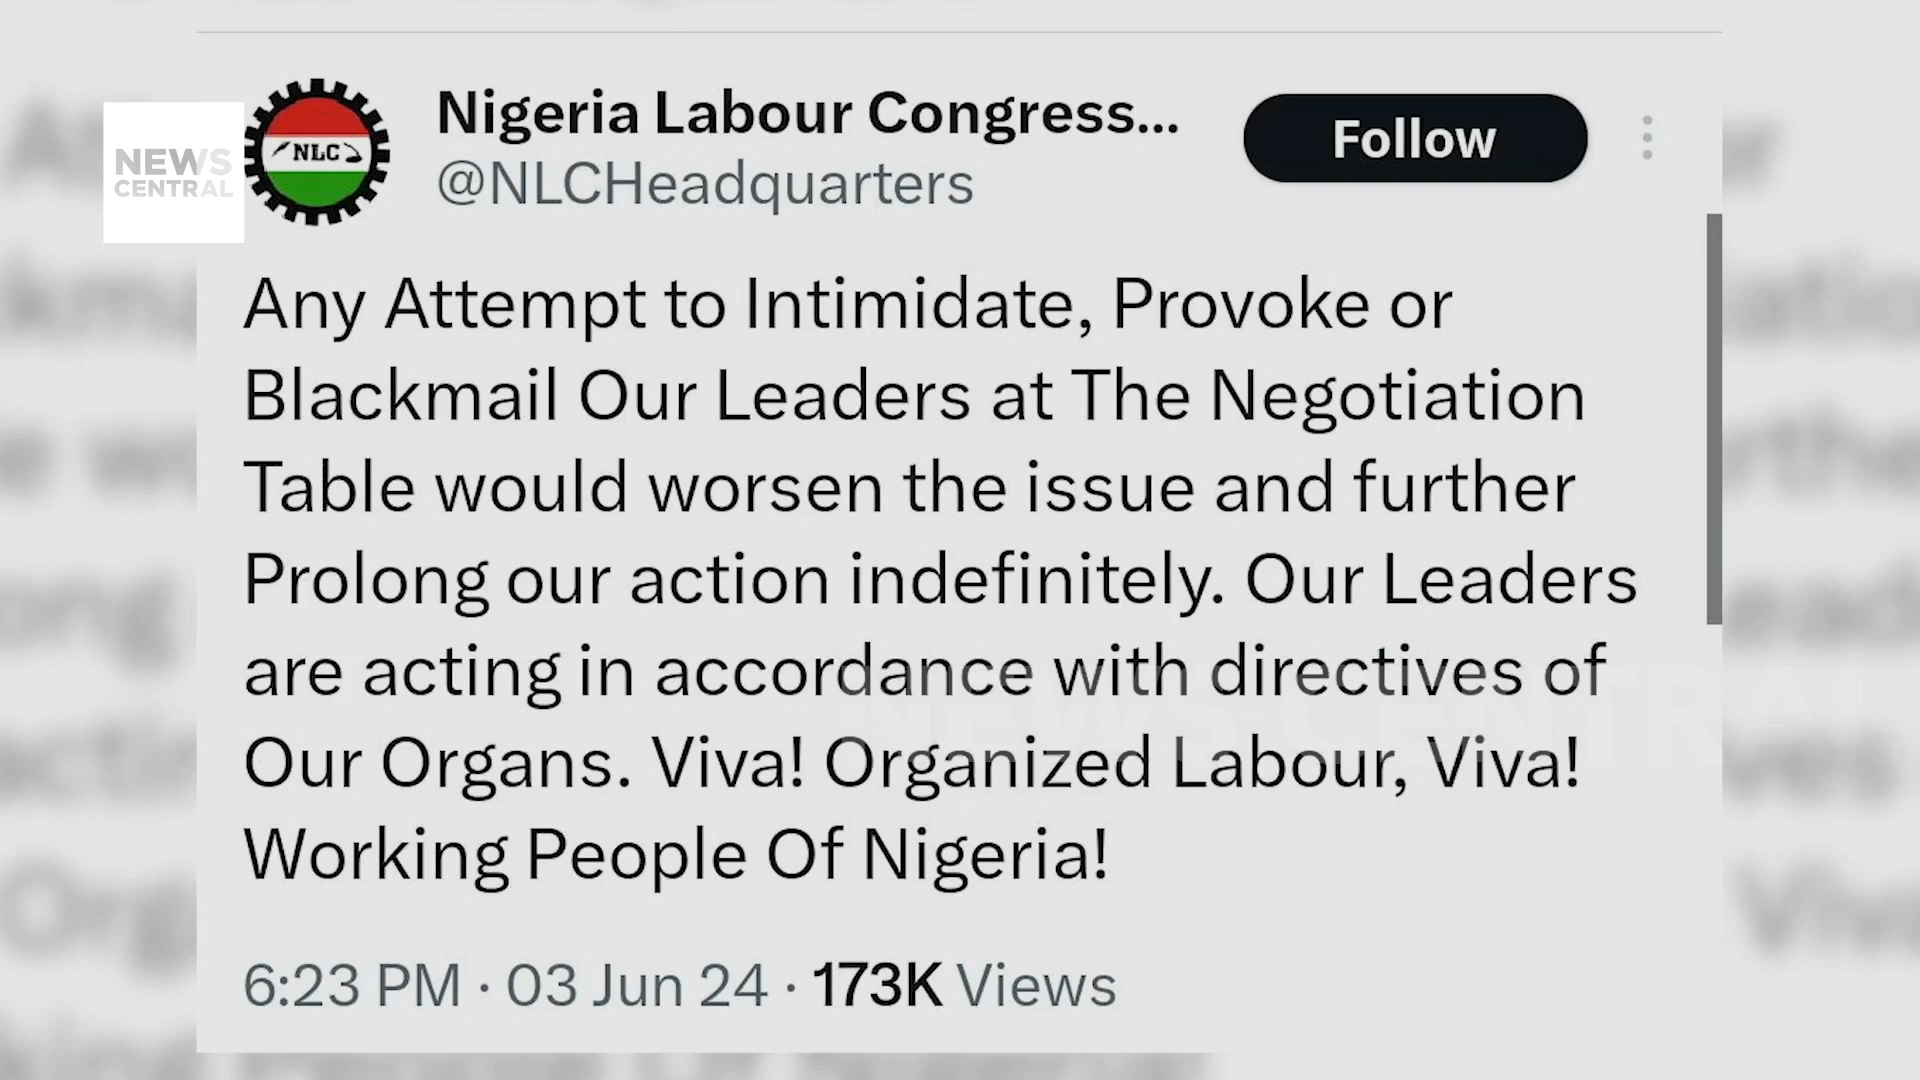 NEWS
CENTRAL
NLC
Nigeria Labour Congress...
@NLCHeadquarters
Follow
Any Attempt to Intimidate, Provoke or
Blackmail Our Leaders at The Negotiation
Table would worsen the issue and further
Prolong our action indefinitely. Our Leaders
are acting in accordance with directives of
Our Organs. Viva! Organized Labour, Viva!
Working People Of Nigeria!
NEWS CENTRAL
6:23 PM · 03 Jun 24 · 173K Views